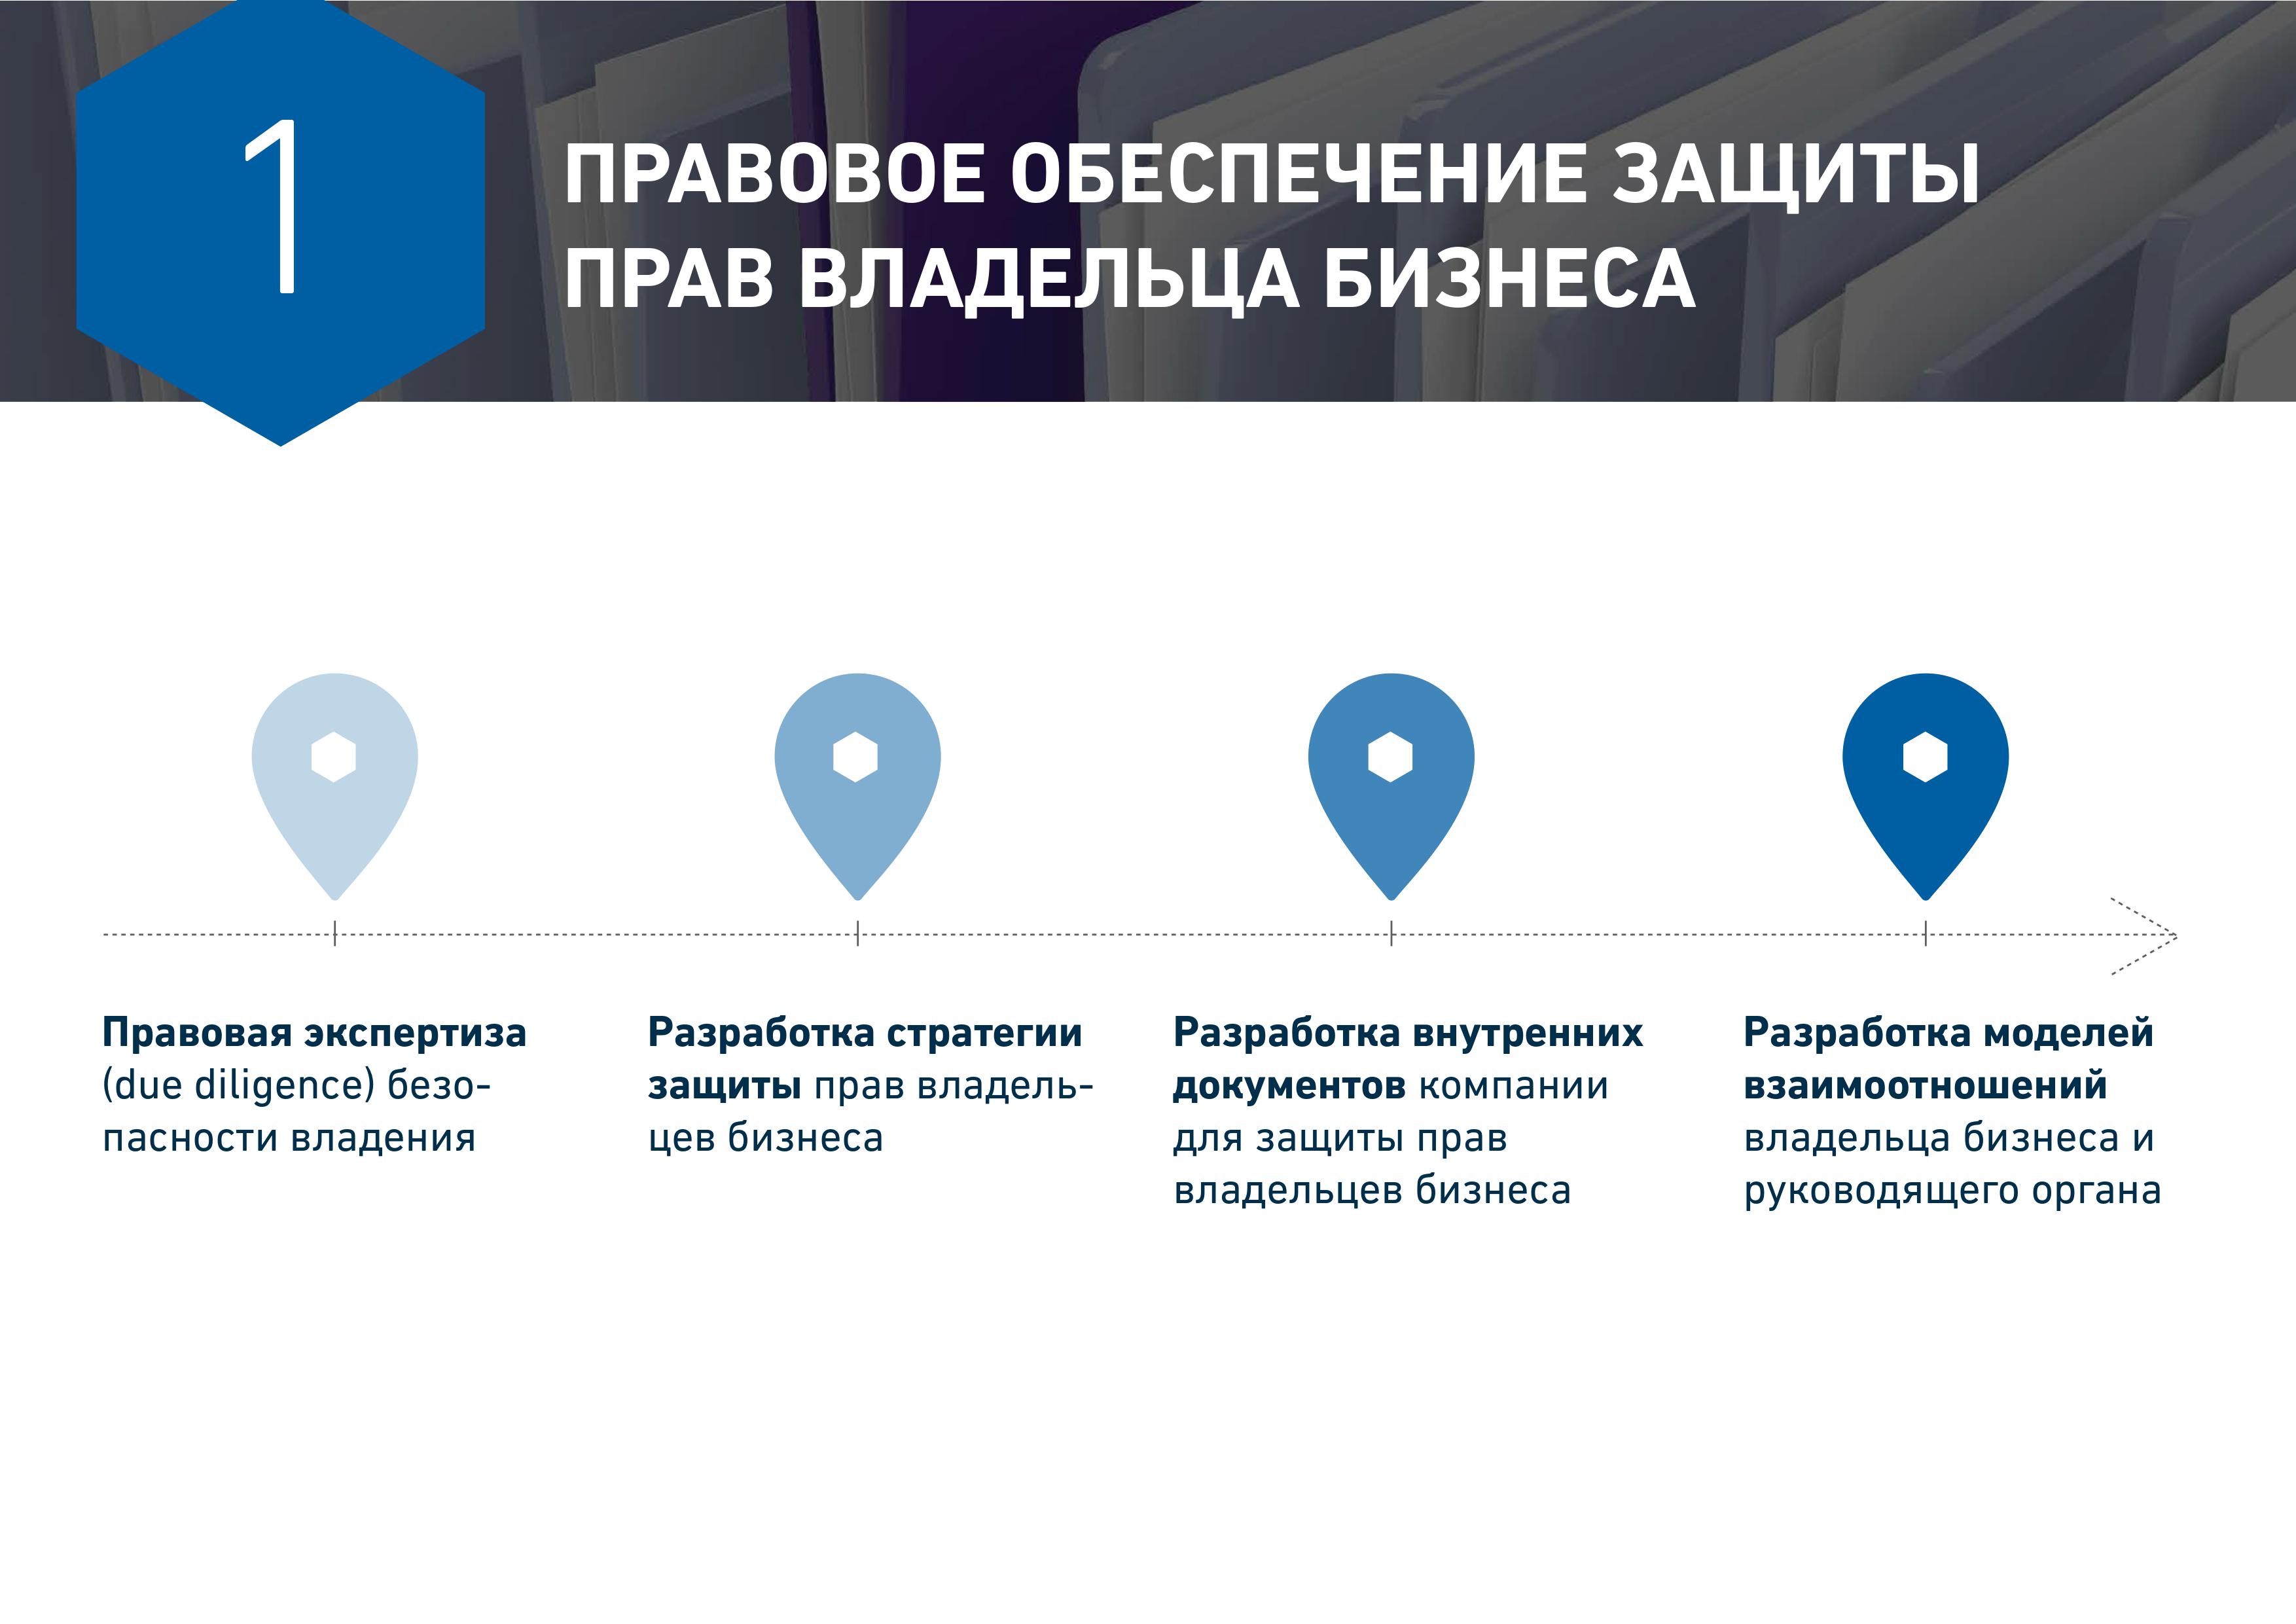 1
ПРАВОВОЕ ОБЕСПЕЧЕНИЕ ЗАЩИТЫ
ПРАВ ВЛАДЕЛЬЦА БИЗНЕСА
Правовая экспертиза
(due diligence) безо-
пасности владения
Разработка стратегии
защиты прав владель-
цев бизнеса
Разработка внутренних
документов компании
для защиты прав
владельцев бизнеса
Разработка моделей
взаимоотношений
владельца бизнеса и
руководящего органа